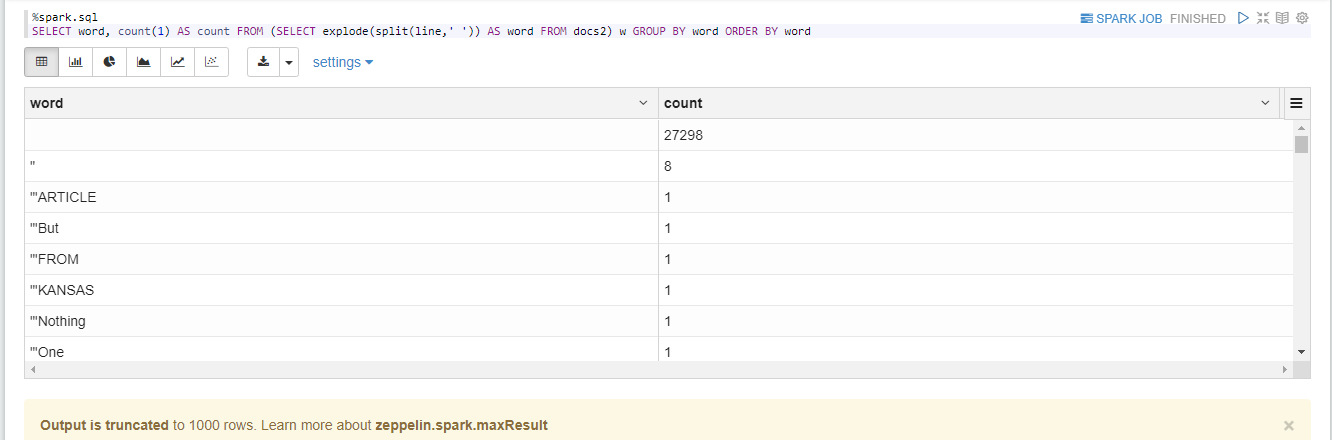 %spark.sql
SPARK JOB FINISHED
SELECT word, count(1) AS count FROM (SELECT explode(split(line,' ')) AS word FROM docs2) w GROUP BY word ORDER BY word
settings
word count
27298
" 8
"'ARTICLE 1
"'But 1
"'FROM 1
"'KANSAS 1
"'Nothing 1
"'One 1
Output is truncated to 1000 rows. Learn more about zeppelin.spark.maxResult